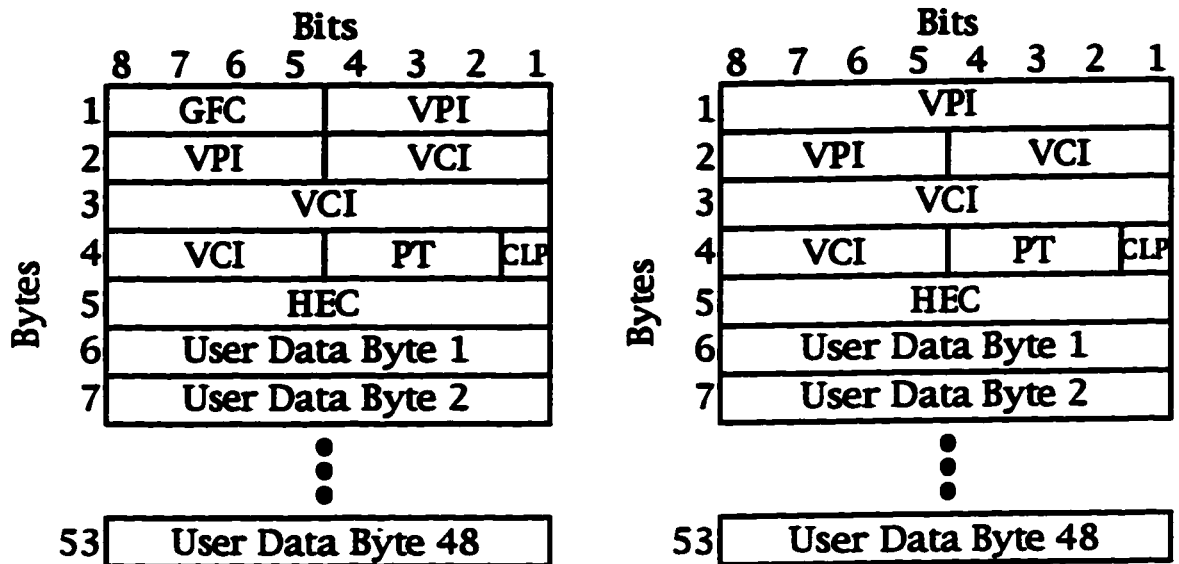 Bits
8 7 6 5 4 3 2 1
Bytes
1 GFC VPI
2 VPI VCI
3 VCI
4 VCI PT CLP
5 HEC
6 User Data Byte 1
7 User Data Byte 2
53 User Data Byte 48
Bits
8 7 6 5 4 3 2 1
Bytes
1 VPI
2 VPI VCI
3 VCI
4 VCI PT CLP
5 HEC
6 User Data Byte 1
7 User Data Byte 2
53 User Data Byte 48